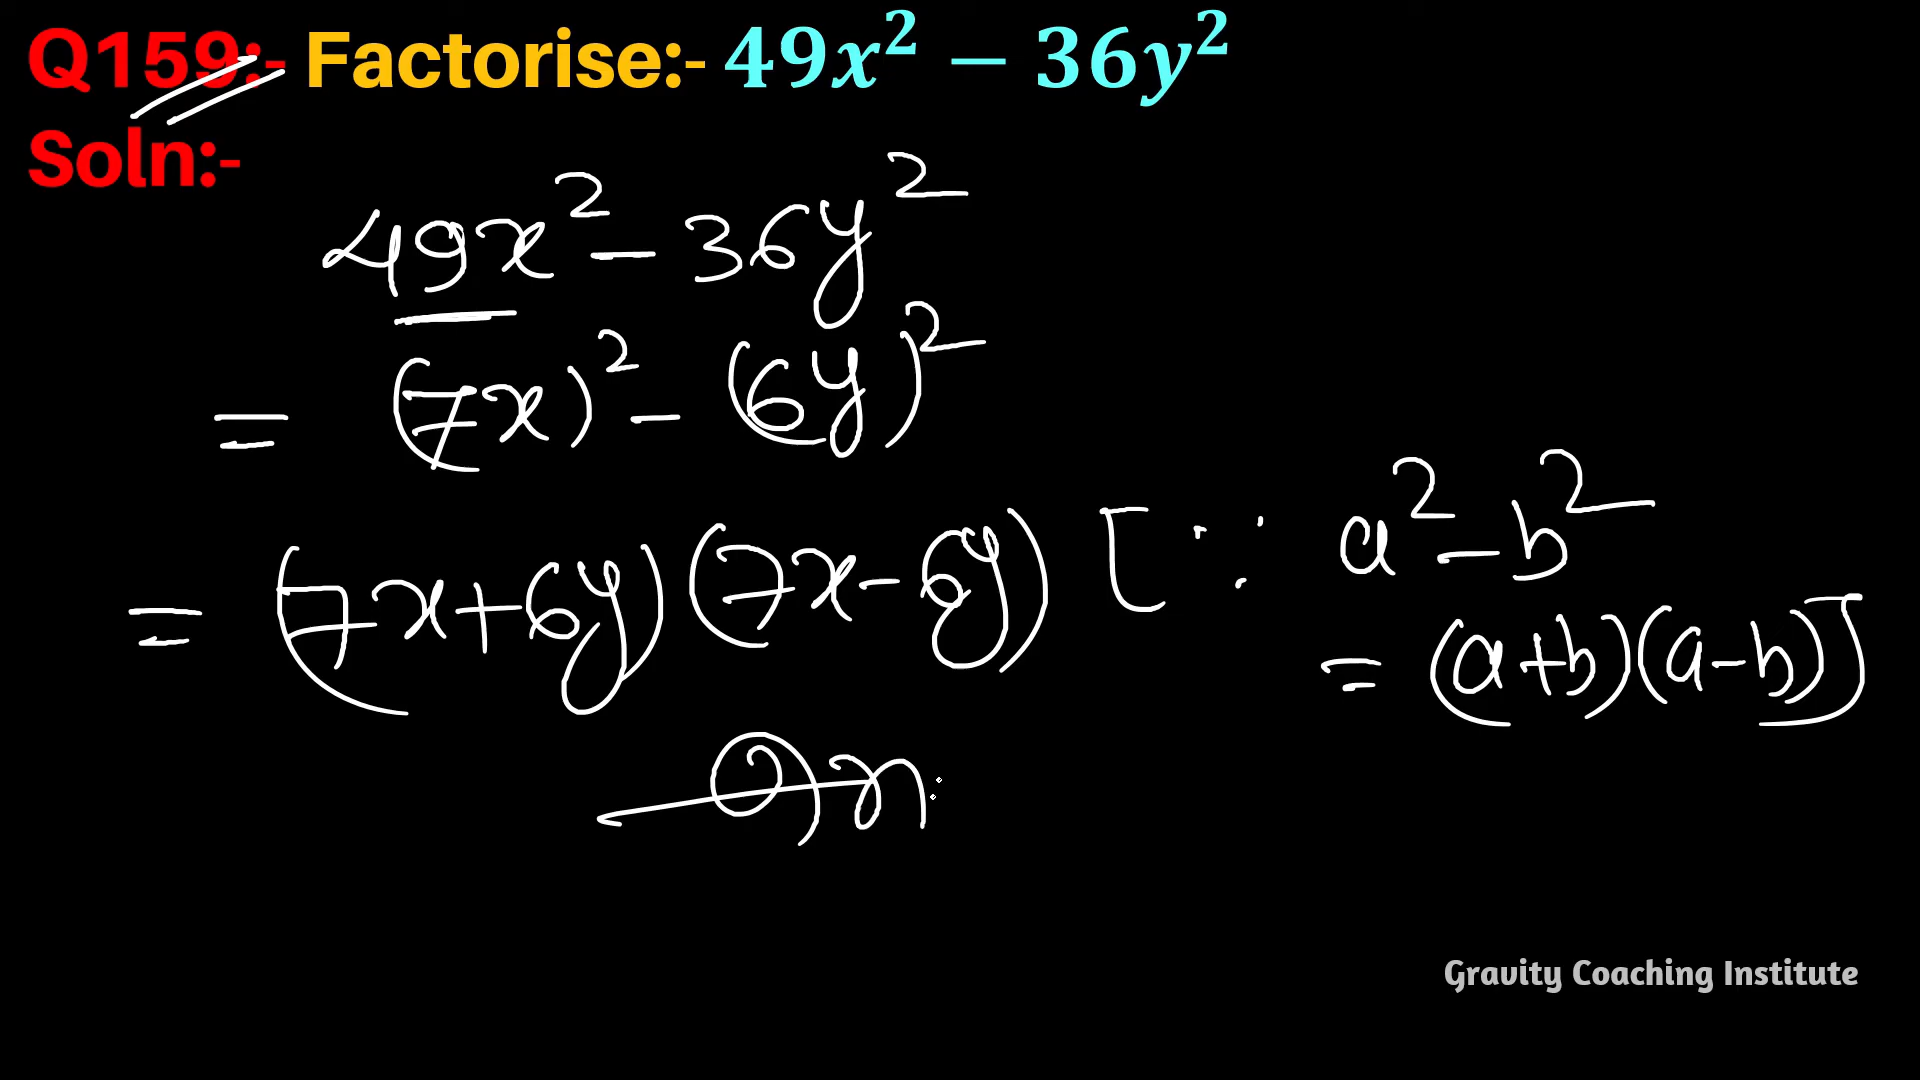 Q159:- Factorise:- 49x² − 36y²
Soln:-
49x² − 36y²
= (7x)² − (6y)²
= (7x+6y)(7x−6y) [∵ a²−b²
= (a+b)(a−b)]
Gravity Coaching Institute